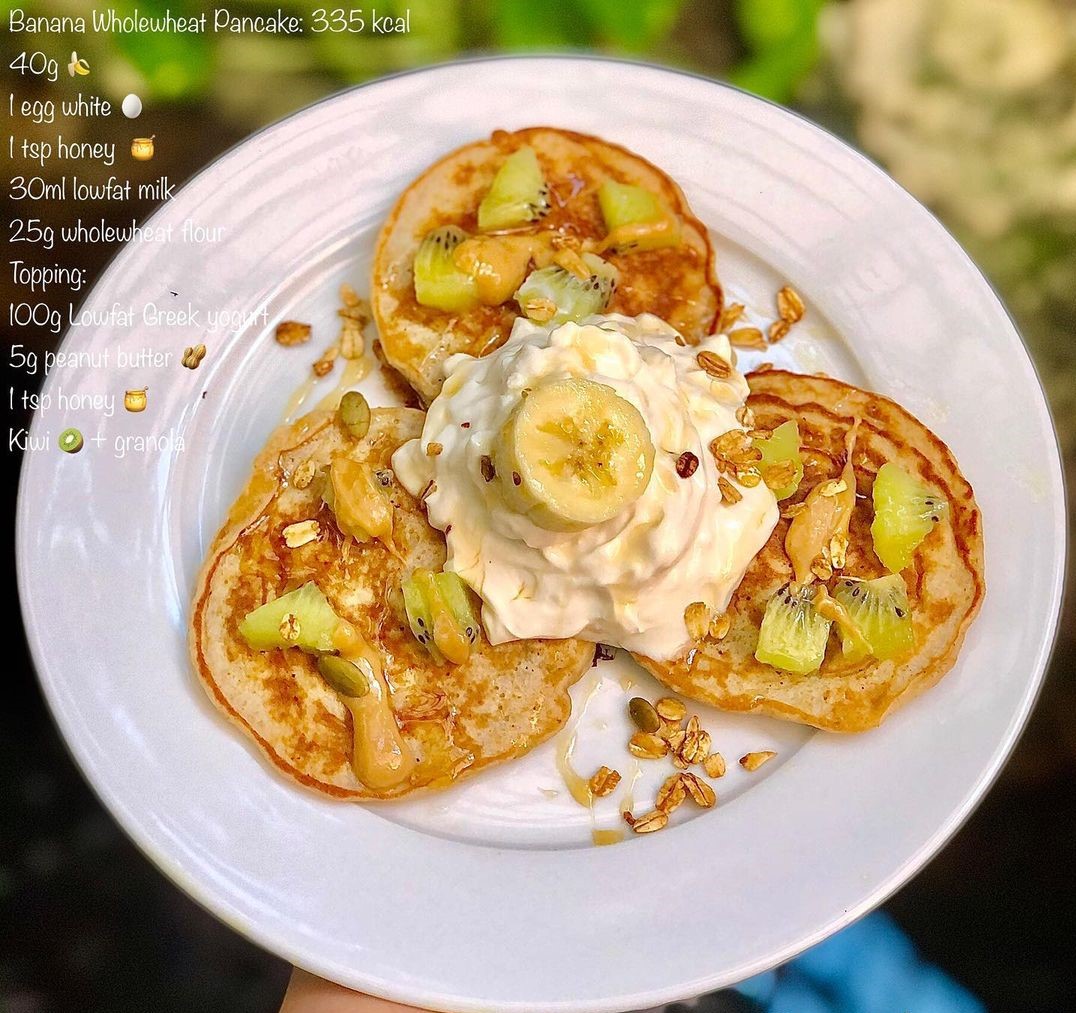 Banana Wholewheat Pancake: 335 kcal
40g 🍌
1 egg white 🥚
1 tsp honey 🍯
30ml lowfat milk
25g wholewheat flour
Topping:
100g Lowfat Greek yogurt
5g peanut butter 🥜
1 tsp honey 🍯
Kiwi 🥝 + granola